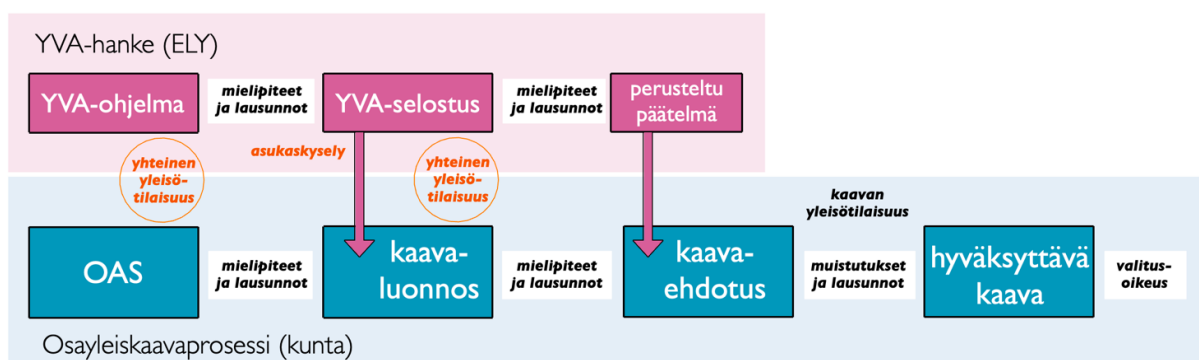 YVA-hanke (ELY)
YVA-ohjelma
mielipiteet
ja lausunnot
YVA-selostus
mielipiteet
ja lausunnot
perusteltu
päätelmä
yhteinen
yleisö-
tilaisuus
asukaskysely
yhteinen
yleisö-
tilaisuus
kaavan
yleisötilaisuus
OAS
mielipiteet
ja lausunnot
kaava-
luonnos
mielipiteet
ja lausunnot
kaava-
ehdotus
muistutukset
ja lausunnot
hyväksyttävä
kaava
valitus-
oikeus
Osayleiskaavaprosessi (kunta)